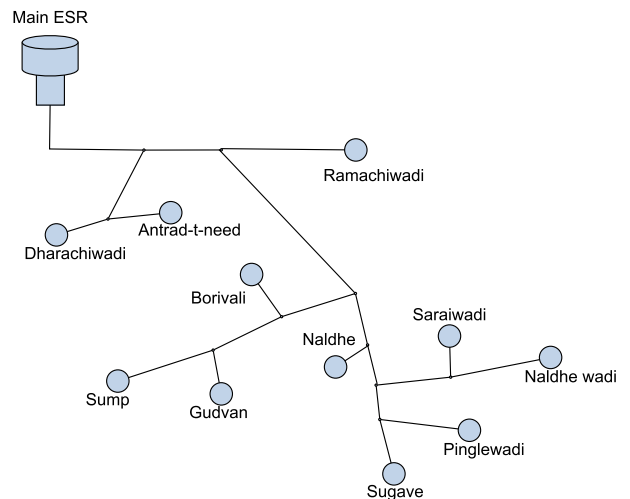 Main ESR
Ramachiwadi
Antrad-t-need
Dharachiwadi
Borivali
Saraiwadi
Naldhe
Naldhe wadi
Sump
Gudvan
Pinglewadi
Sugave